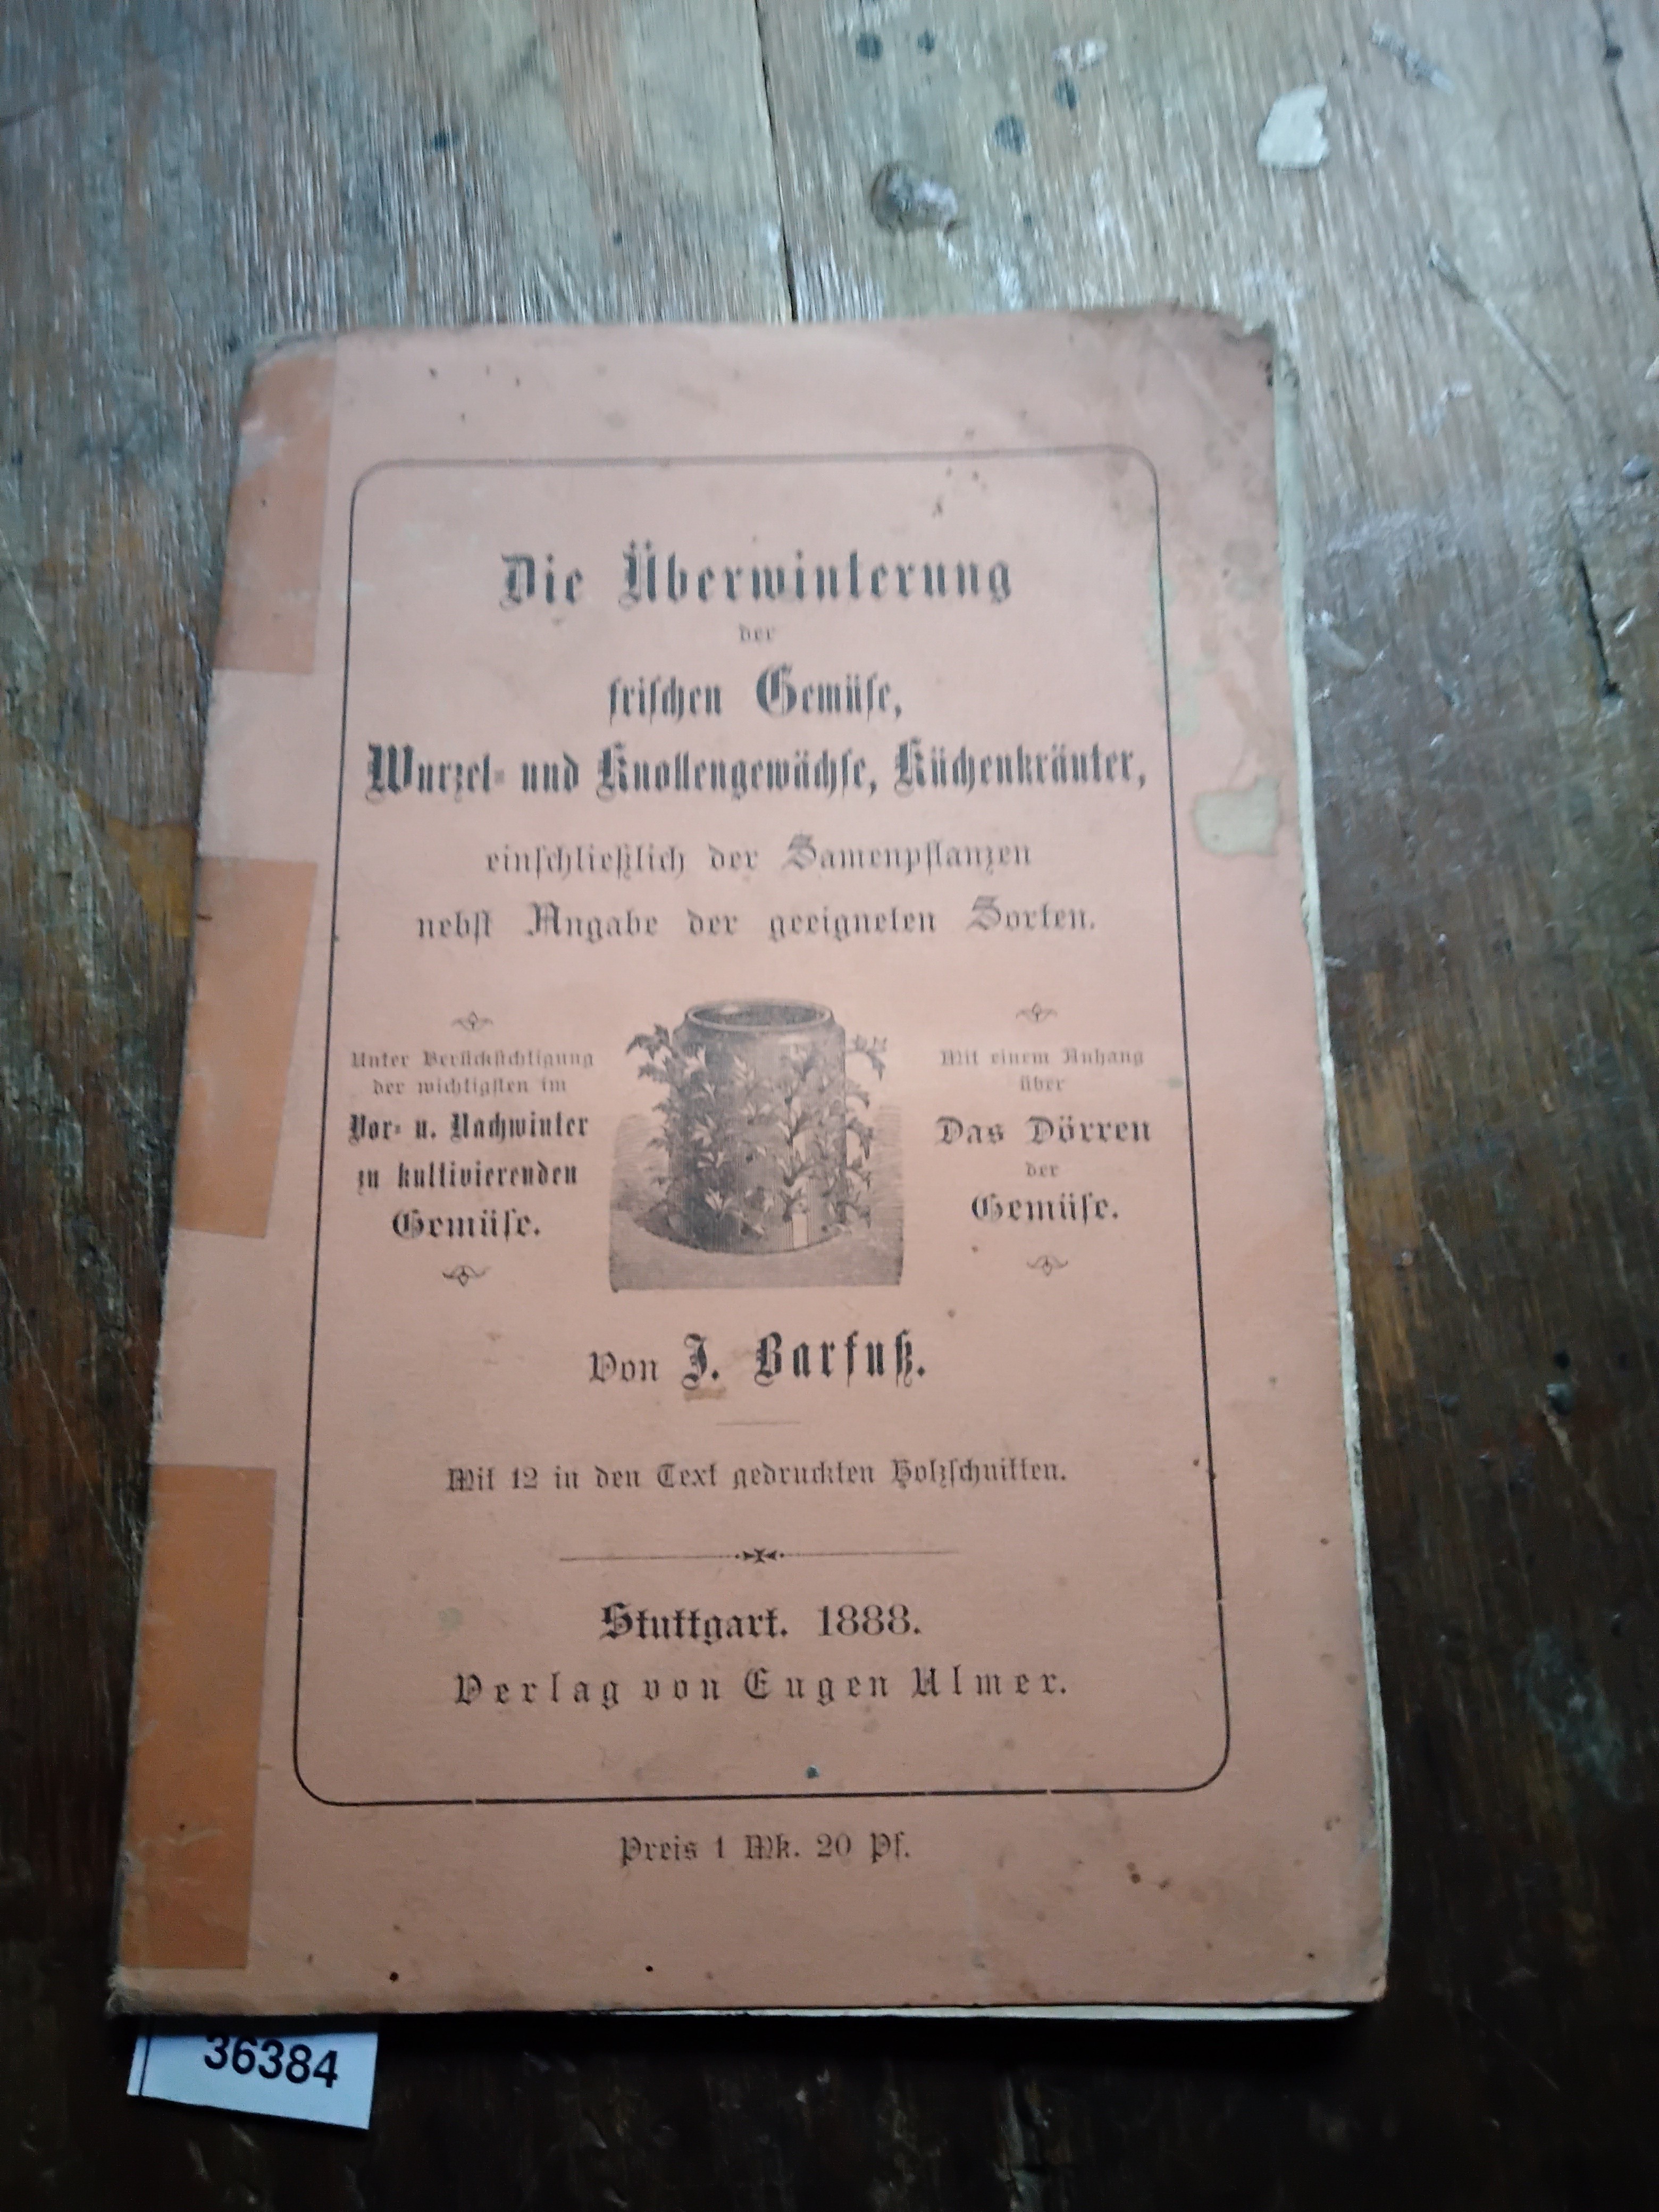 Die Überwinterung
der
frischen Gemüse,
Wurzel- und Knollengewächse, Küchenkräuter,
einschließlich der Samenpflanzen
nebst Angabe der geeigneten Sorten.
Unter Berücksichtigung
der wichtigsten im
Vor- u. Nachwinter
zu kultivierenden
Gemüse.
Mit einem Anhang
über
Das Dörren
der
Gemüse.
Von J. Barfuß.
Mit 12 in den Text gedruckten Holzschnitten.
Stuttgart. 1888.
Verlag von Eugen Ulmer.
Preis 1 Mk. 20 Pf.
36384